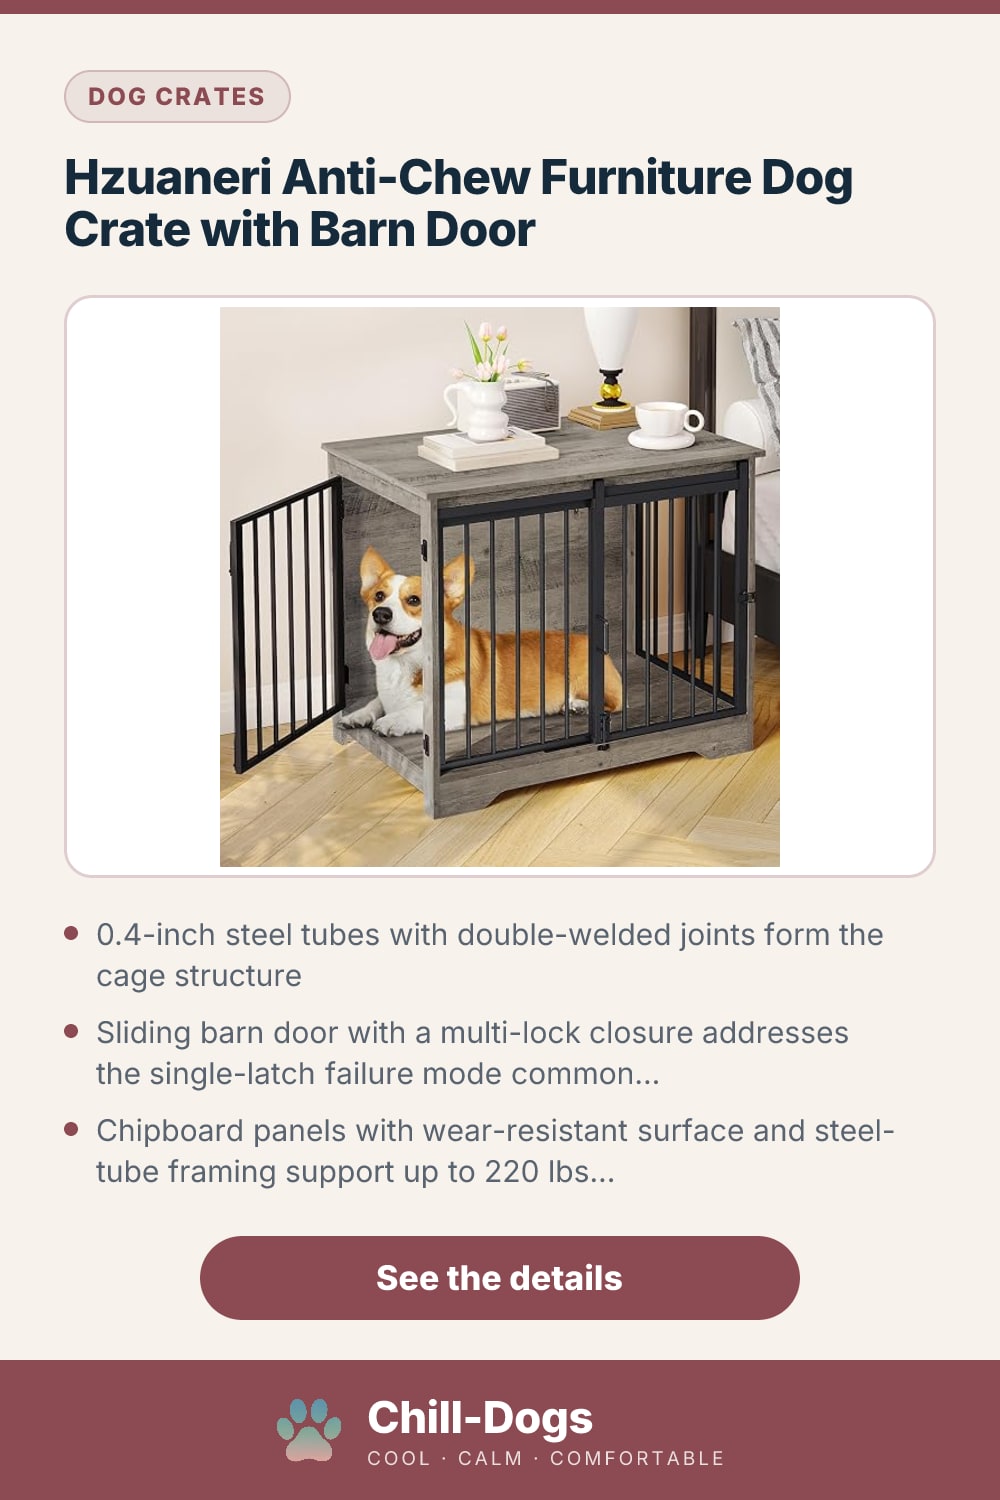 DOG CRATES
Hzuaneri Anti-Chew Furniture Dog
Crate with Barn Door
0.4-inch steel tubes with double-welded joints form the
cage structure
Sliding barn door with a multi-lock closure addresses
the single-latch failure mode common...
Chipboard panels with wear-resistant surface and steel-
tube framing support up to 220 lbs...
See the details
Chill-Dogs
COOL · CALM · COMFORTABLE